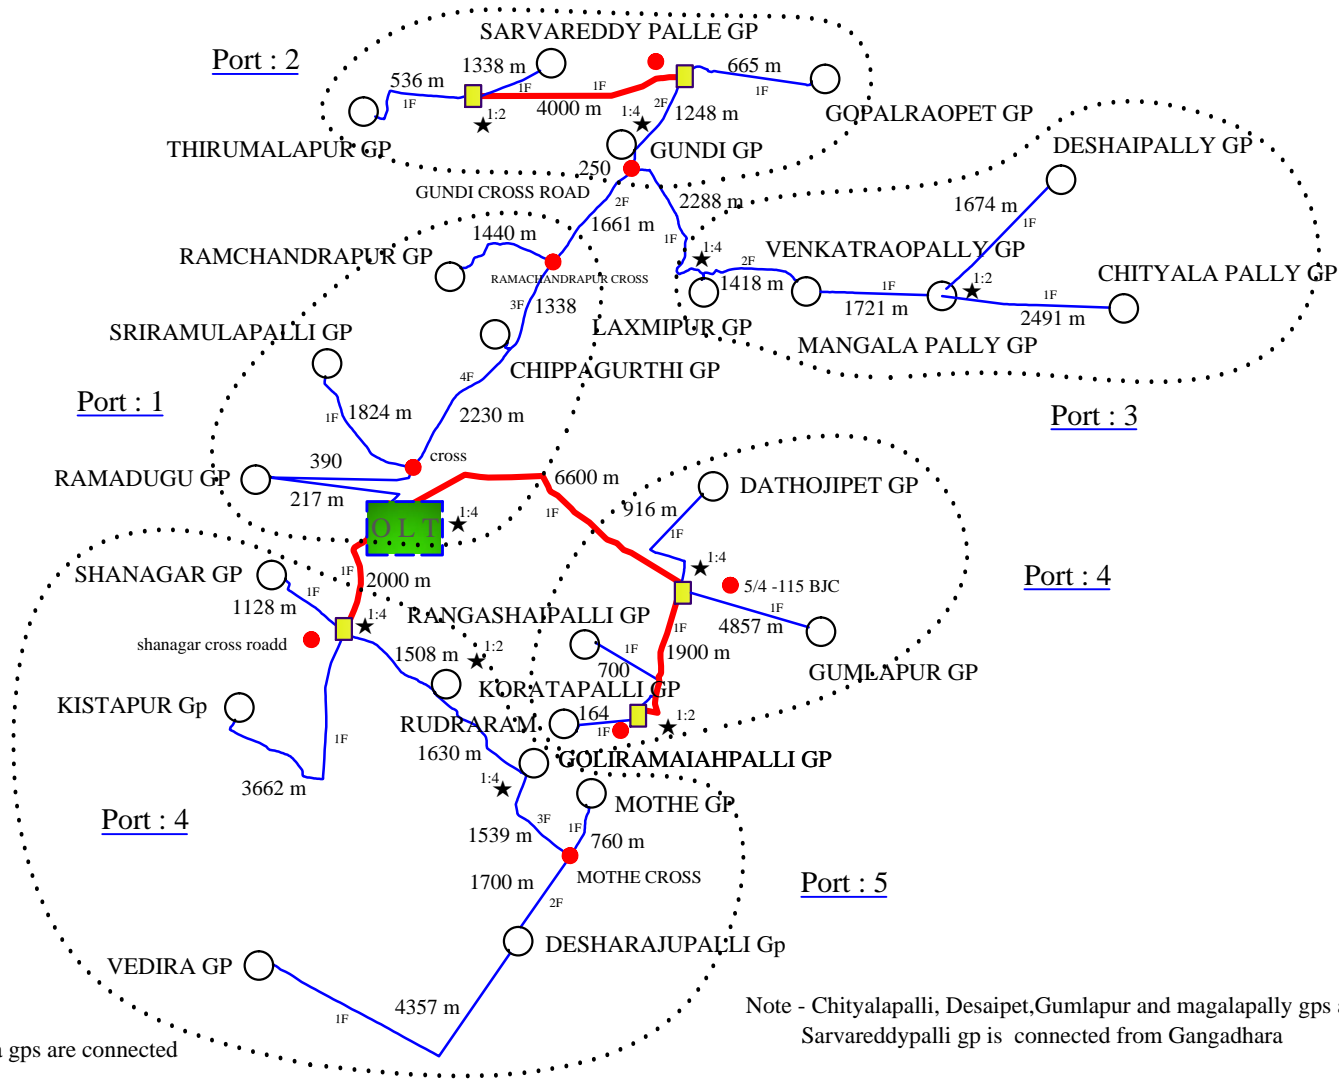 SARVAREDDY PALLE GP
Port : 2
1338 m
1F
536 m
1F
1F
4000 m
1:2
665 m
1F
2F
1:4
1248 m
GOPALRAOPET GP
THIRUMALAPUR GP
GUNDI GP
250
DESHAIPALLY GP
GUNDI CROSS ROAD
2F
1661 m
2288 m
1F
1674 m
1F
1440 m
RAMCHANDRAPUR GP
RAMACHANDRAPUR CROSS
1:4
2F
VENKATRAOPALLY GP
1418 m
1F
1721 m
1:2
CHITYALA PALLY GP
1F
2491 m
3F
1338
LAXMIPUR GP
SRIRAMULAPALLI GP
MANGALA PALLY GP
CHIPPAGURTHI GP
4F
Port : 1
1F
1824 m
2230 m
Port : 3
390
cross
RAMADUGU GP
217 m
6600 m
1F
DATHOJIPET GP
916 m
1F
O L T
1:4
SHANAGAR GP
1F
2000 m
1F
1128 m
1:4
1:4
5/4 -115 BJC
Port : 4
RANGASHAIPALLI GP
1F
4857 m
shanagar cross roadd
1508 m
1:2
1F
700
1F
1900 m
GUMLAPUR GP
KORATAPALLI GP
KISTAPUR Gp
RUDRARAM
164
1F
1:2
1F
1630 m
GOLIRAMAIAHPALLI GP
3662 m
1:4
MOTHE GP
Port : 4
3F
1539 m
1F
760 m
MOTHE CROSS
1700 m
2F
Port : 5
DESHARAJUPALLI Gp
VEDIRA GP
4357 m
1F
Note - Chityalapalli, Desaipet,Gumlapur and magalapally gps
Sarvareddypalli gp is connected from Gangadhara
gps are connected